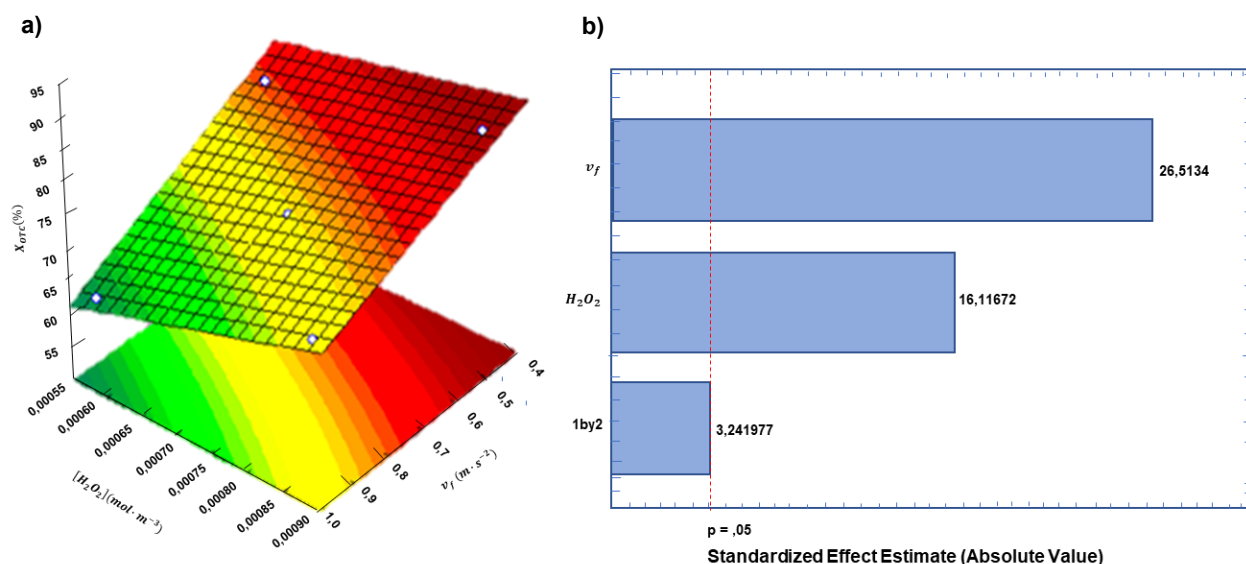 a)
95
90
85
80
75
70
65
60
55
X_OTC(%)
0,00055
0,00060
0,00065
0,00070
0,00075
0,00080
0,00085
0,00090
[H₂O₂](mol· m⁻³)
1,0
0,9
0,8
0,7
0,6
0,5
0,4
v_f (m· s⁻²)
b)
v_f
26,5134
H₂O₂
16,11672
1by2
3,241977
p = ,05
Standardized Effect Estimate (Absolute Value)